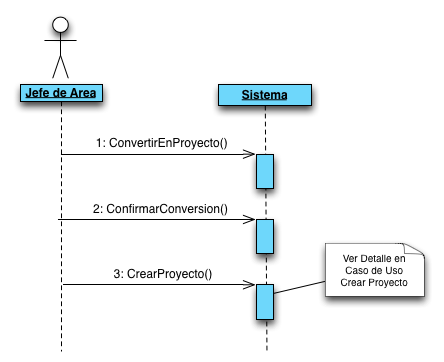 Jefe de Area
Sistema
1: ConvertirEnProyecto()
2: ConfirmarConversion()
3: CrearProyecto()
Ver Detalle en
Caso de Uso
Crear Proyecto